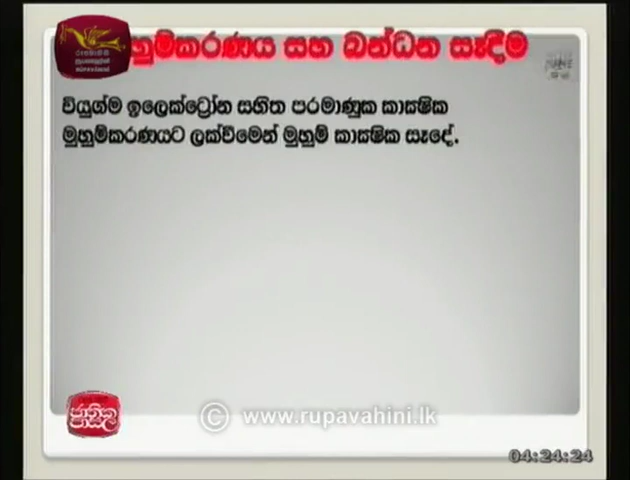 මුහුම්කරණය සහ බන්ධන සෑදීම
වියුග්ම ඉලෙක්ට්‍රෝන සහිත පරමාණුක කාක්‍ෂික
මුහුම්කරණයට ලක්වීමෙන් මුහුම් කාක්‍ෂික සෑදේ.
ජාතික
පාසල
© www.rupavahini.lk
04:24:24